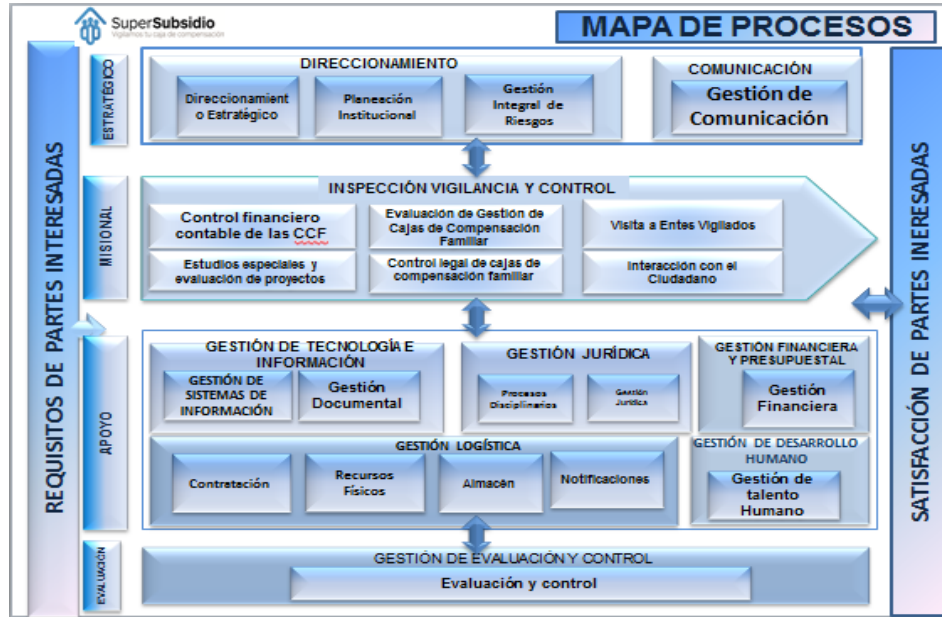 SuperSubsidio
Vigilamos tu caja de compensación
MAPA DE PROCESOS
REQUISITOS DE PARTES INTERESADAS
ESTRATÉGICO
DIRECCIONAMIENTO
Direccionamient
o Estratégico
Planeación
Institucional
Gestión
Integral de
Riesgos
COMUNICACIÓN
Gestión de
Comunicación
MISIONAL
INSPECCIÓN VIGILANCIA Y CONTROL
Control financiero
contable de las CCF
Evaluación de Gestión de
Cajas de Compensación
Familiar
Visita a Entes Vigilados
Estudios especiales y
evaluación de proyectos
Control legal de cajas de
compensación familiar
Interacción con el
Ciudadano
APOYO
GESTIÓN DE TECNOLOGÍA E
INFORMACIÓN
GESTIÓN DE
SISTEMAS DE
INFORMACIÓN
Gestión
Documental
GESTIÓN JURÍDICA
Procesos
Disciplinarios
Gestión
Jurídica
GESTIÓN FINANCIERA
Y PRESUPUESTAL
Gestión
Financiera
GESTIÓN LOGÍSTICA
Contratación
Recursos
Físicos
Almacén
Notificaciones
GESTIÓN DE DESARROLLO
HUMANO
Gestión de
talento
Humano
EVALUACIÓN
GESTIÓN DE EVALUACIÓN Y CONTROL
Evaluación y control
SATISFACCIÓN DE PARTES INERESADAS